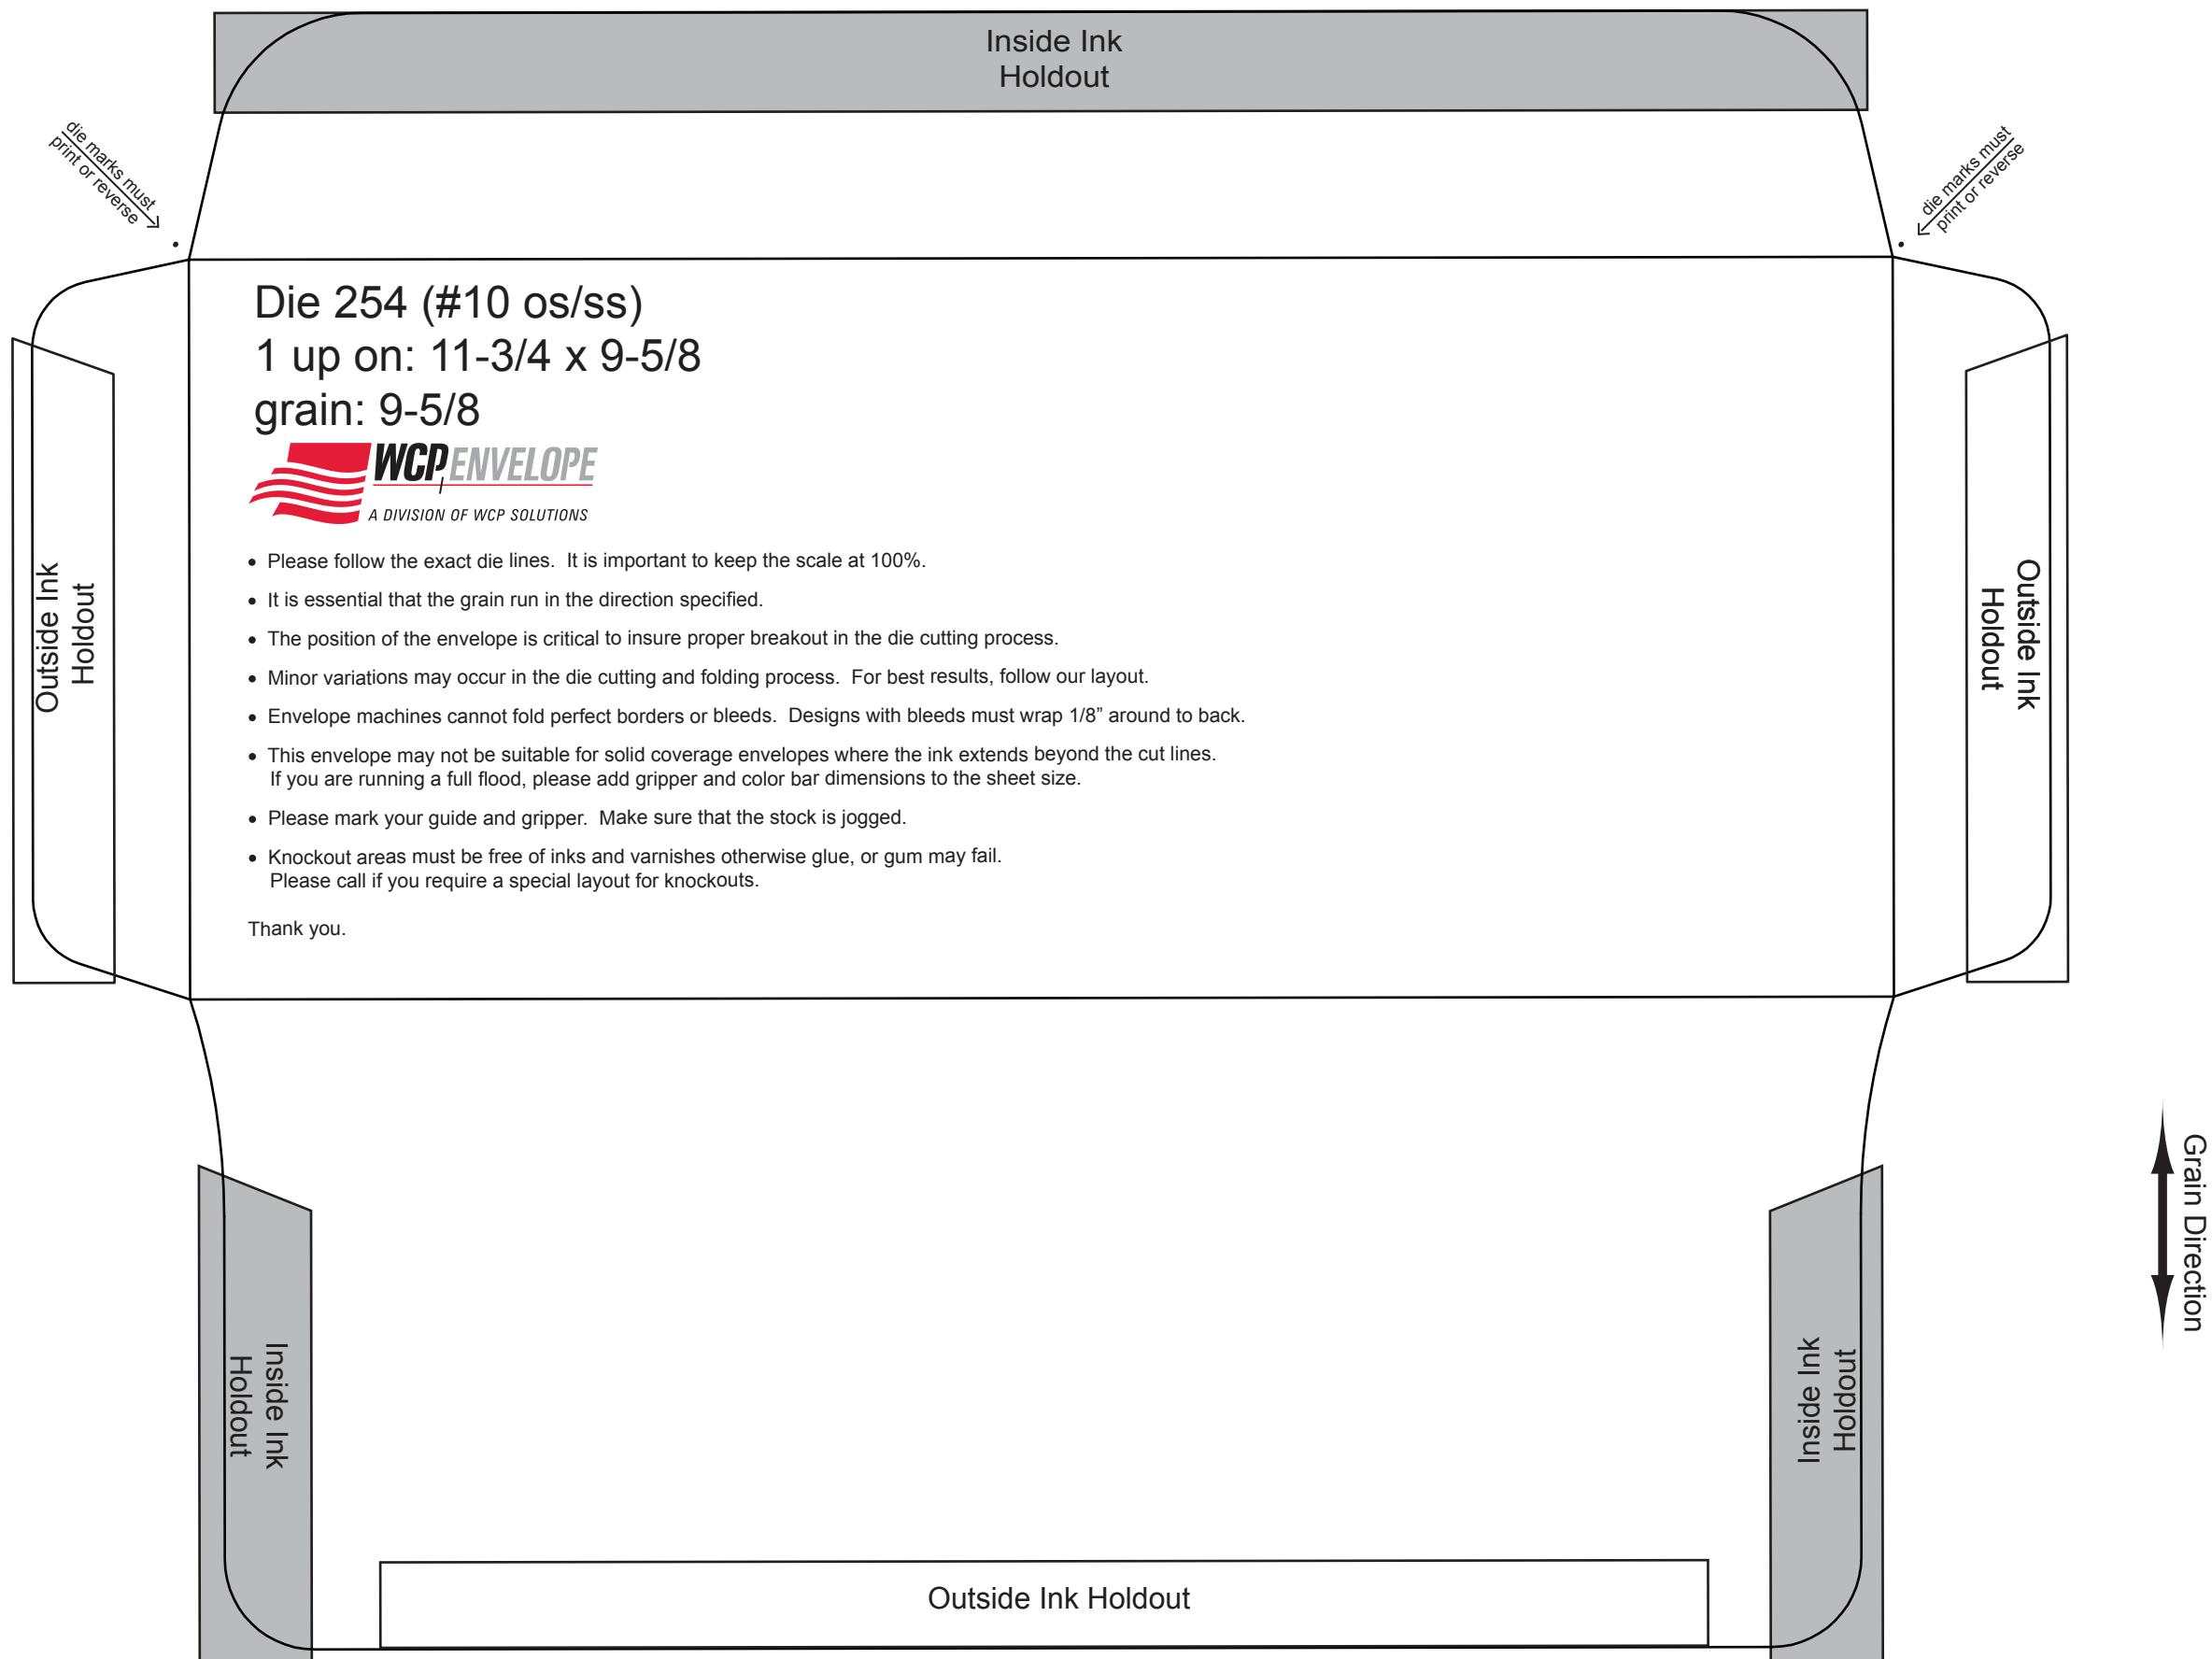 Inside Ink
Holdout
die marks must
print or reverse
die marks must
print or reverse
Die 254 (#10 os/ss)
1 up on: 11-3/4 x 9-5/8
grain: 9-5/8
WCP ENVELOPE
A DIVISION OF WCP SOLUTIONS
• Please follow the exact die lines.  It is important to keep the scale at 100%.
• It is essential that the grain run in the direction specified.
• The position of the envelope is critical to insure proper breakout in the die cutting process.
• Minor variations may occur in the die cutting and folding process.  For best results, follow our layout.
• Envelope machines cannot fold perfect borders or bleeds.  Designs with bleeds must wrap 1/8” around to back.
• This envelope may not be suitable for solid coverage envelopes where the ink extends beyond the cut lines.
If you are running a full flood, please add gripper and color bar dimensions to the sheet size.
• Please mark your guide and gripper.  Make sure that the stock is jogged.
• Knockout areas must be free of inks and varnishes otherwise glue, or gum may fail.
Please call if you require a special layout for knockouts.
Thank you.
Outside Ink
Holdout
Outside Ink
Holdout
Grain Direction
Inside Ink
Holdout
Inside Ink
Holdout
Outside Ink Holdout